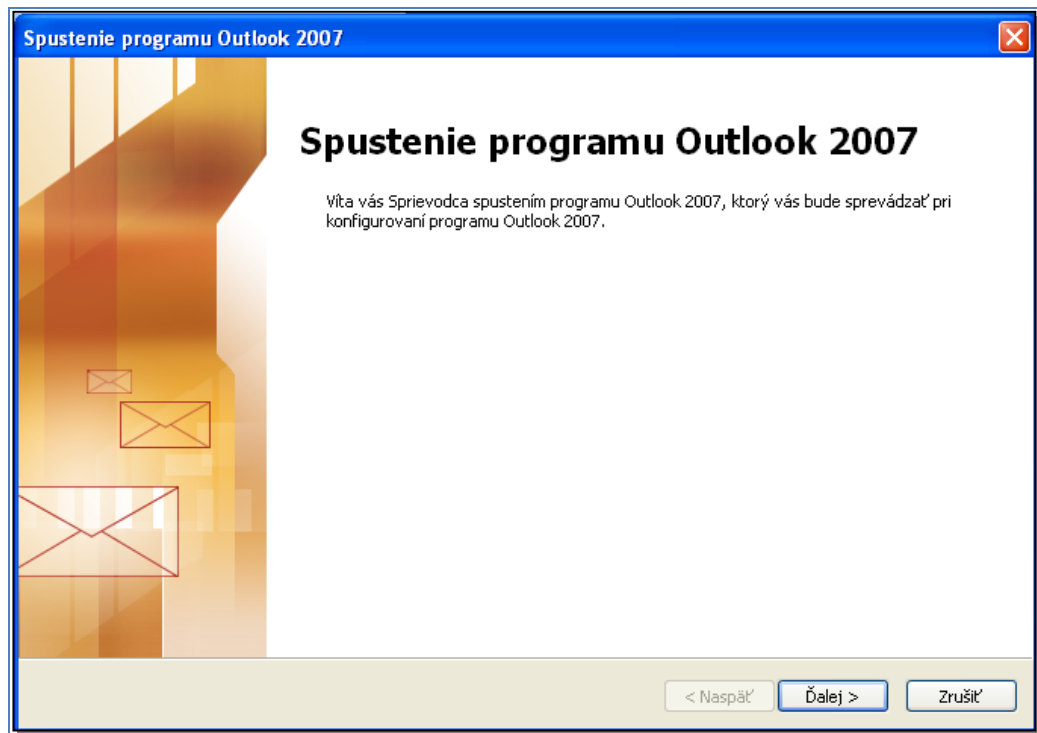 Spustenie programu Outlook 2007
Spustenie programu Outlook 2007
Víta vás Sprievodca spustením programu Outlook 2007, ktorý vás bude sprevádzať pri
konfigurovaní programu Outlook 2007.
< Naspäť Ďalej > Zrušiť